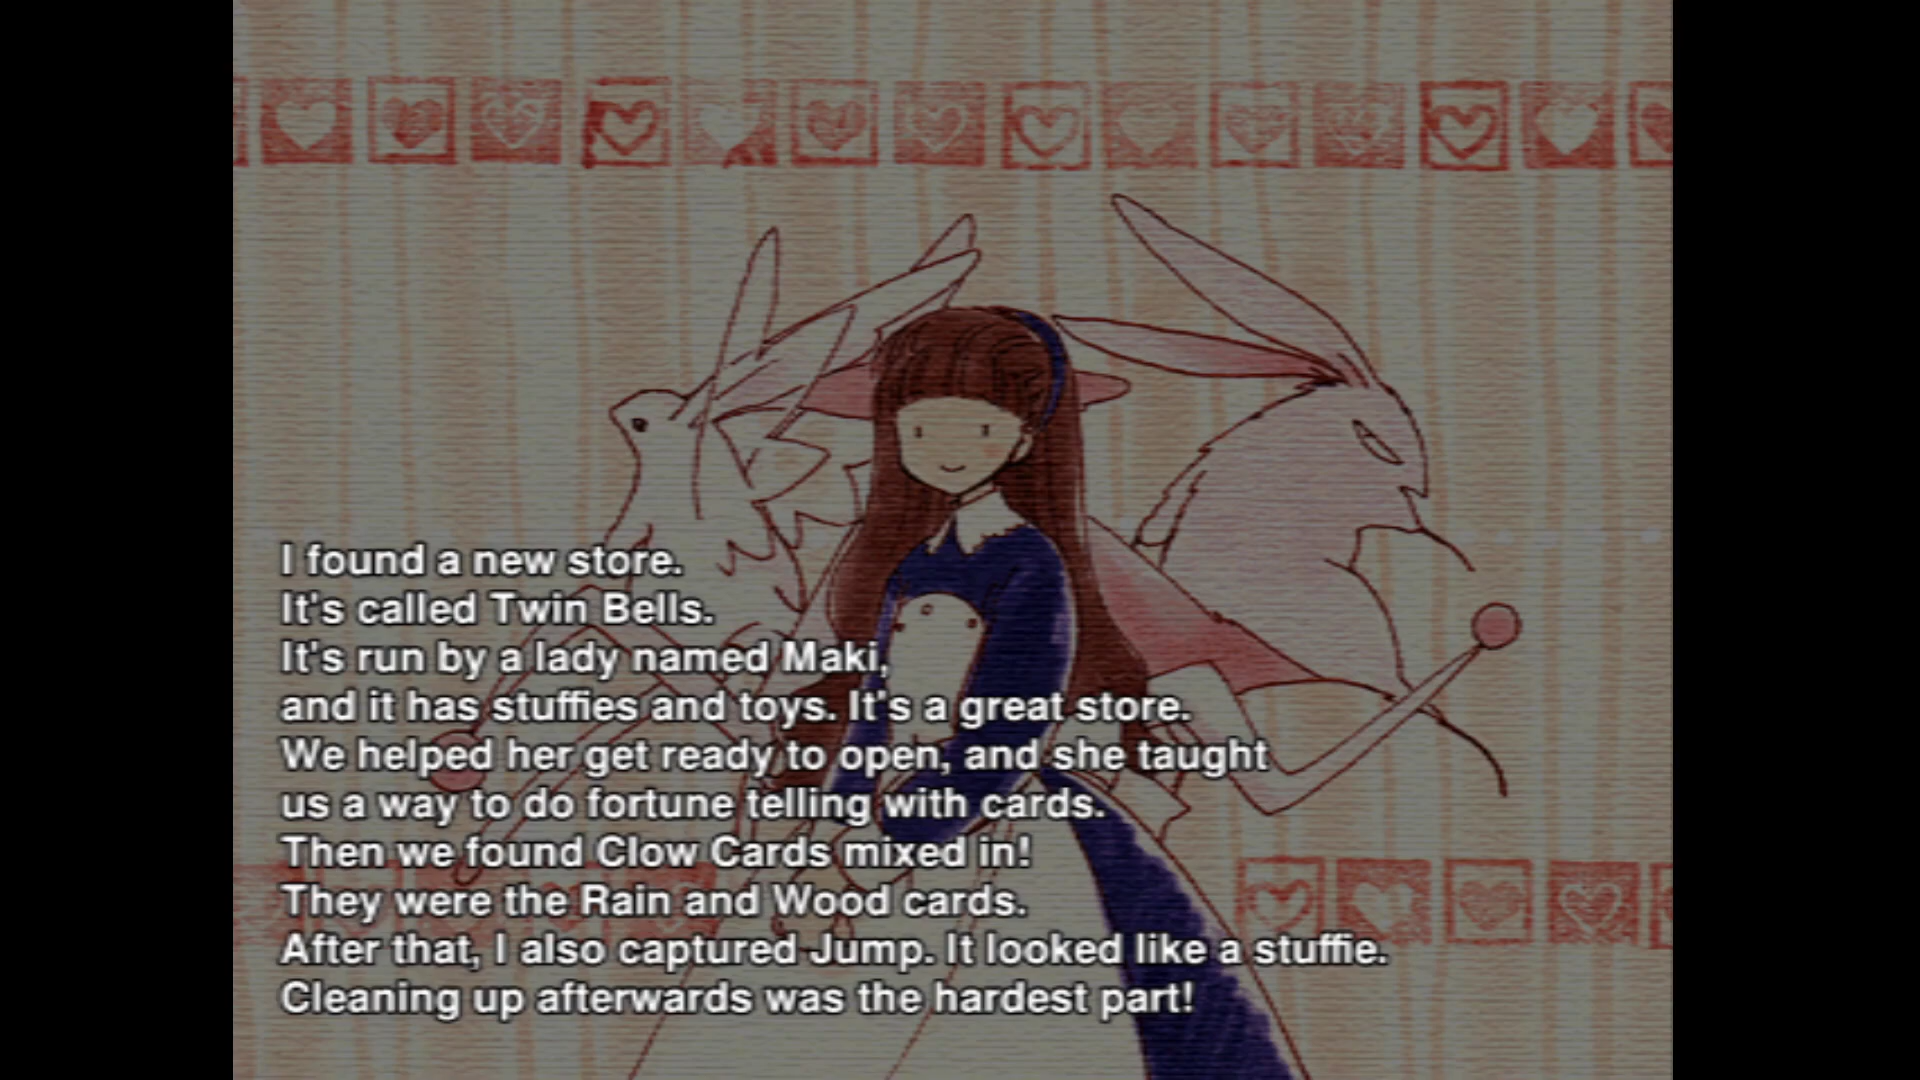 I found a new store.
It's called Twin Bells.
It's run by a lady named Maki,
and it has stuffies and toys. It's a great store.
We helped her get ready to open, and she taught
us a way to do fortune telling with cards.
Then we found Clow Cards mixed in!
They were the Rain and Wood cards.
After that, I also captured Jump. It looked like a stuffie.
Cleaning up afterwards was the hardest part!